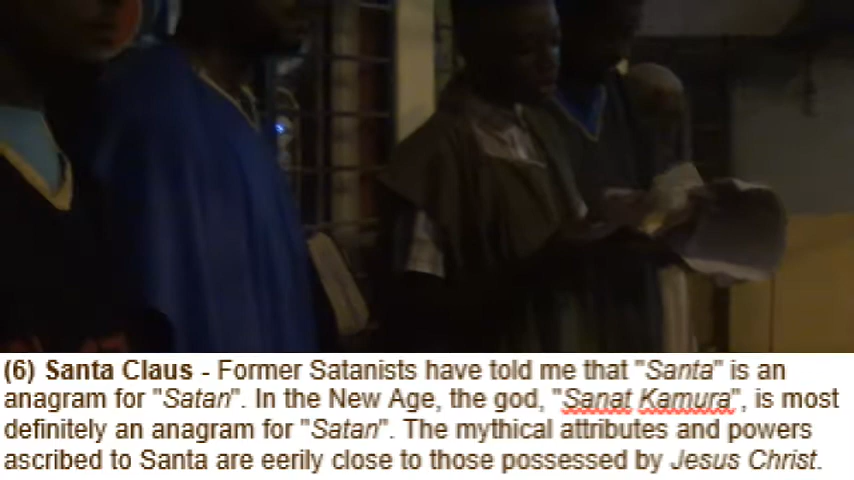 (6) Santa Claus - Former Satanists have told me that "Santa" is an
anagram for "Satan". In the New Age, the god, "Sanat Kamura", is most
definitely an anagram for "Satan". The mythical attributes and powers
ascribed to Santa are eerily close to those possessed by Jesus Christ.